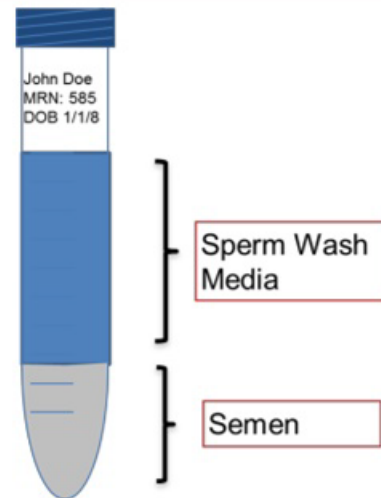 John Doe
MRN: 585
DOB 1/1/8
Sperm Wash
Media
Semen